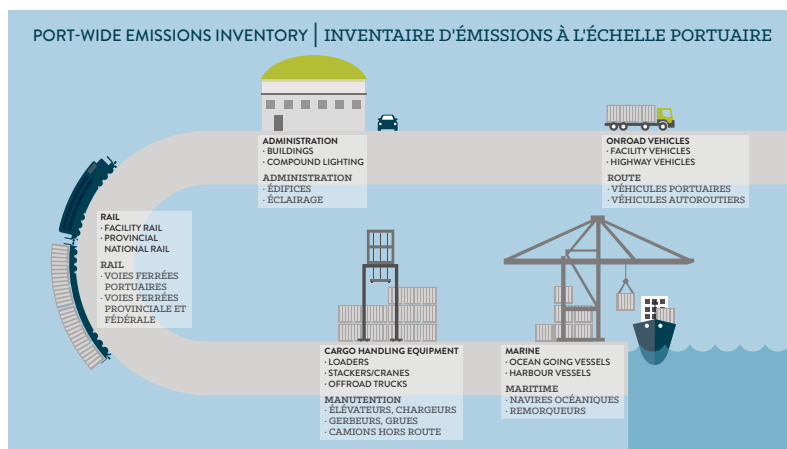 PORT-WIDE EMISSIONS INVENTORY | INVENTAIRE D'ÉMISSIONS À L'ÉCHELLE PORTUAIRE
ADMINISTRATION
· BUILDINGS
· COMPOUND LIGHTING
ADMINISTRATION
· ÉDIFICES
· ÉCLAIRAGE
ONROAD VEHICLES
· FACILITY VEHICLES
· HIGHWAY VEHICLES
ROUTE
· VÉHICULES PORTUAIRES
· VÉHICULES AUTOROUTIERS
RAIL
· FACILITY RAIL
· PROVINCIAL
NATIONAL RAIL
RAIL
· VOIES FERRÉES
PORTUAIRES
· VOIES FERRÉES
PROVINCIALE ET
FÉDÉRALE
CARGO HANDLING EQUIPMENT
· LOADERS
· STACKERS/CRANES
· OFFROAD TRUCKS
MANUTENTION
· ÉLÉVATEURS, CHARGEURS
· GERBEURS, GRUES
· CAMIONS HORS ROUTE
MARINE
· OCEAN GOING VESSELS
· HARBOUR VESSELS
MARITIME
· NAVIRES OCÉANIQUES
· REMORQUEURS